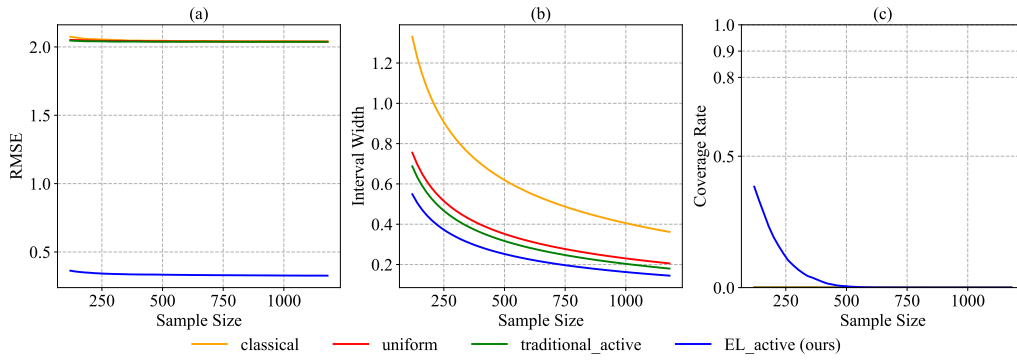 (a)
(b)
(c)
RMSE
2.0
1.5
1.0
0.5
250
500
750
1000
Sample Size
Interval Width
1.2
1.0
0.8
0.6
0.4
0.2
250
500
750
1000
Sample Size
Coverage Rate
1.0
0.9
0.8
0.5
0.0
250
500
750
1000
Sample Size
classical
uniform
traditional_active
EL_active (ours)